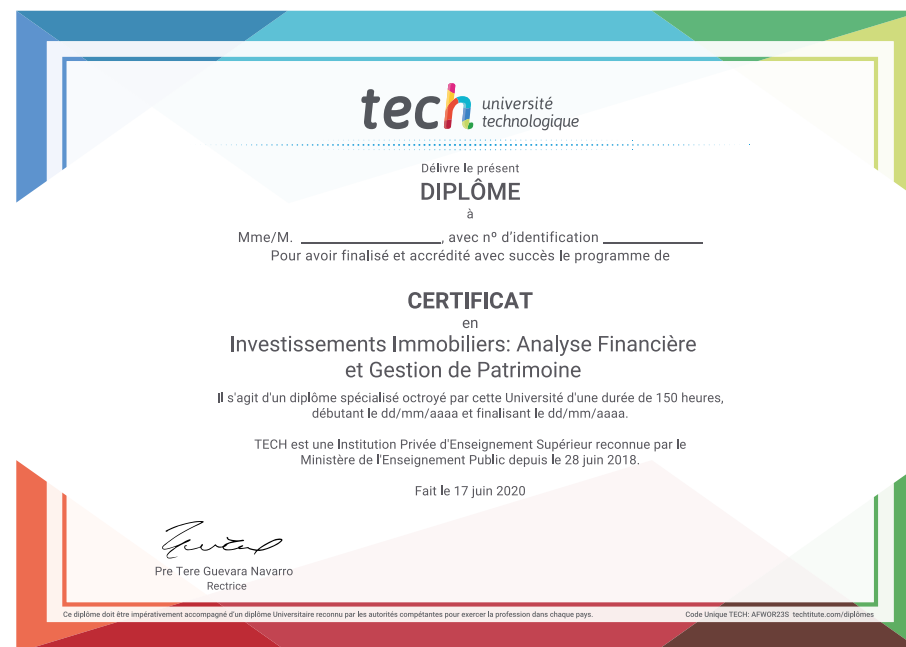 tech université
technologique
Délivre le présent
DIPLÔME
à
Mme/M. ____________________, avec nº d'identification ______________
Pour avoir finalisé et accrédité avec succès le programme de
CERTIFICAT
en
Investissements Immobiliers: Analyse Financière
et Gestion de Patrimoine
Il s'agit d'un diplôme spécialisé octroyé par cette Université d'une durée de 150 heures,
débutant le dd/mm/aaaa et finalisant le dd/mm/aaaa.
TECH est une Institution Privée d'Enseignement Supérieur reconnue par le
Ministère de l'Enseignement Public depuis le 28 juin 2018.
Fait le 17 juin 2020
Pre Tere Guevara Navarro
Rectrice
Ce diplôme doit être impérativement accompagné d'un diplôme Universitaire reconnu par les autorités compétentes pour exercer la profession dans chaque pays.
Code Unique TECH: AFWOR23S techtitute.com/diplômes